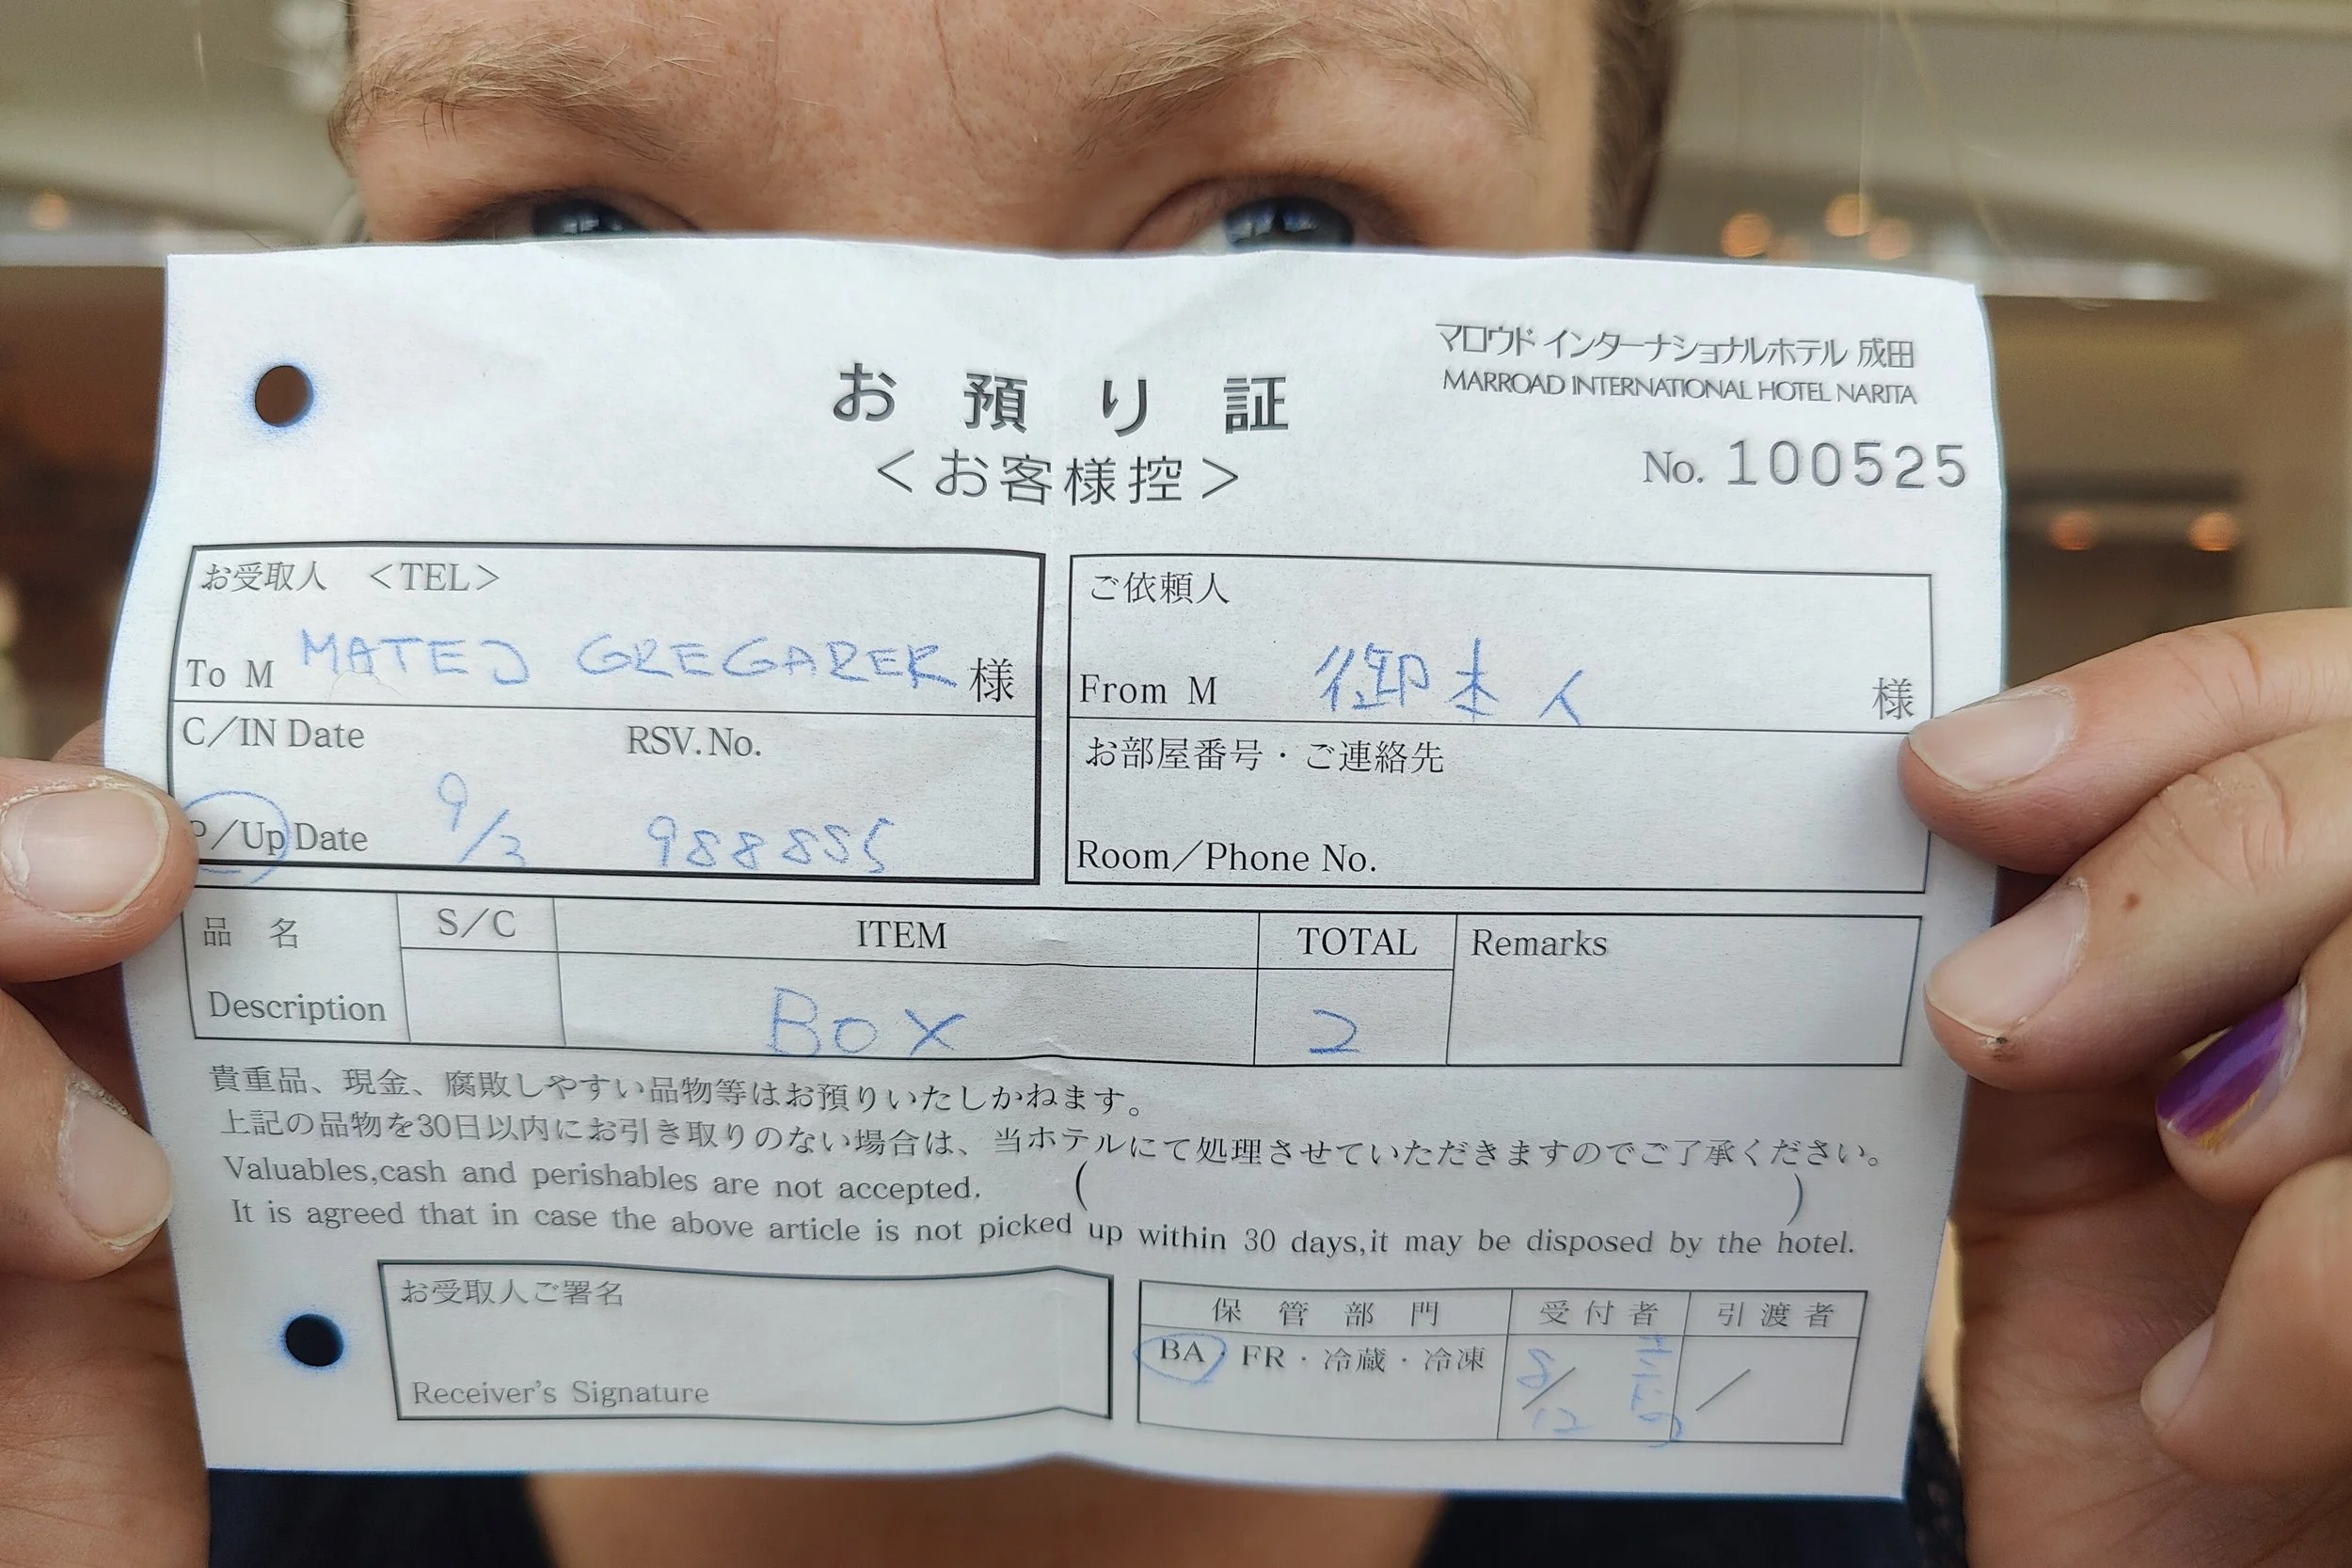 マロウド インターナショナルホテル 成田
MARROAD INTERNATIONAL HOTEL NARITA
お預り証
<お客様控>
No. 100525
お受取人 <TEL>
To M MATEJ GREGAREK 様
C/IN Date RSV. No.
P/Up Date 9/3 988885
ご依頼人
From M 御本人 様
お部屋番号・ご連絡先
Room/Phone No.
品名 S/C ITEM TOTAL Remarks
Description BOX 2
貴重品、現金、腐敗しやすい品物等はお預りいたしかねます。
上記の品物を30日以内にお引き取りのない場合は、当ホテルにて処理させていただきますのでご了承ください。
Valuables,cash and perishables are not accepted. ( )
It is agreed that in case the above article is not picked up within 30 days,it may be disposed by the hotel.
お受取人ご署名
Receiver's Signature
保管部門 受付者 引渡者
BA・FR・冷蔵・冷凍 8/12 /